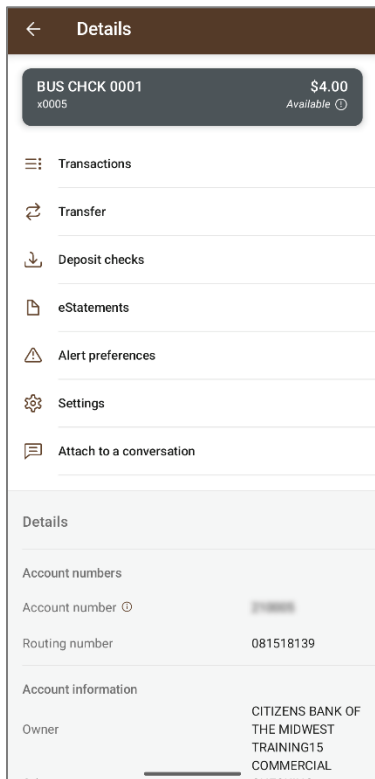 Details
BUS CHCK 0001 $4.00
x0005 Available
Transactions
Transfer
Deposit checks
eStatements
Alert preferences
Settings
Attach to a conversation
Details
Account numbers
Account number
Routing number 081518139
Account information
CITIZENS BANK OF
Owner THE MIDWEST
TRAINING15
COMMERCIAL